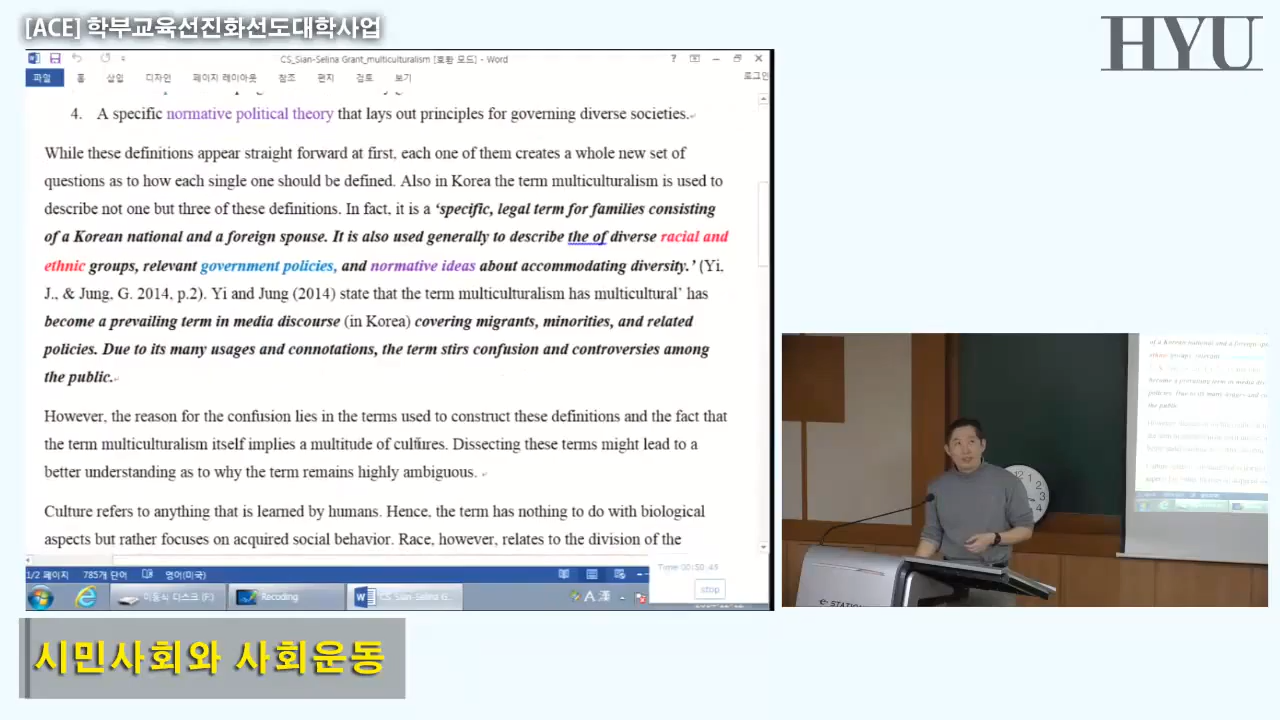 [ACE] 학부교육선진화선도대학사업
HYU
CS_Sian-Selina Grant_multiculturalism [호환 모드] - Word
파일 홈 삽입 디자인 페이지 레이아웃 참조 편지 검토 보기 로그인
4. A specific normative political theory that lays out principles for governing diverse societies.
While these definitions appear straight forward at first, each one of them creates a whole new set of
questions as to how each single one should be defined. Also in Korea the term multiculturalism is used to
describe not one but three of these definitions. In fact, it is a ‘specific, legal term for families consisting
of a Korean national and a foreign spouse. It is also used generally to describe the of diverse racial and
ethnic groups, relevant government policies, and normative ideas about accommodating diversity.’ (Yi,
J., & Jung, G. 2014, p.2). Yi and Jung (2014) state that the term multiculturalism has multicultural’ has
become a prevailing term in media discourse (in Korea) covering migrants, minorities, and related
policies. Due to its many usages and connotations, the term stirs confusion and controversies among
the public.
However, the reason for the confusion lies in the terms used to construct these definitions and the fact that
the term multiculturalism itself implies a multitude of cultures. Dissecting these terms might lead to a
better understanding as to why the term remains highly ambiguous.
Culture refers to anything that is learned by humans. Hence, the term has nothing to do with biological
aspects but rather focuses on acquired social behavior. Race, however, relates to the division of the
1/2 페이지 785개 단어 영어(미국)
Time 00:50:49
stop
이동식 디스크 (F:) Recoding CS_Sian-Selina G... A 漢
시민사회와 사회운동